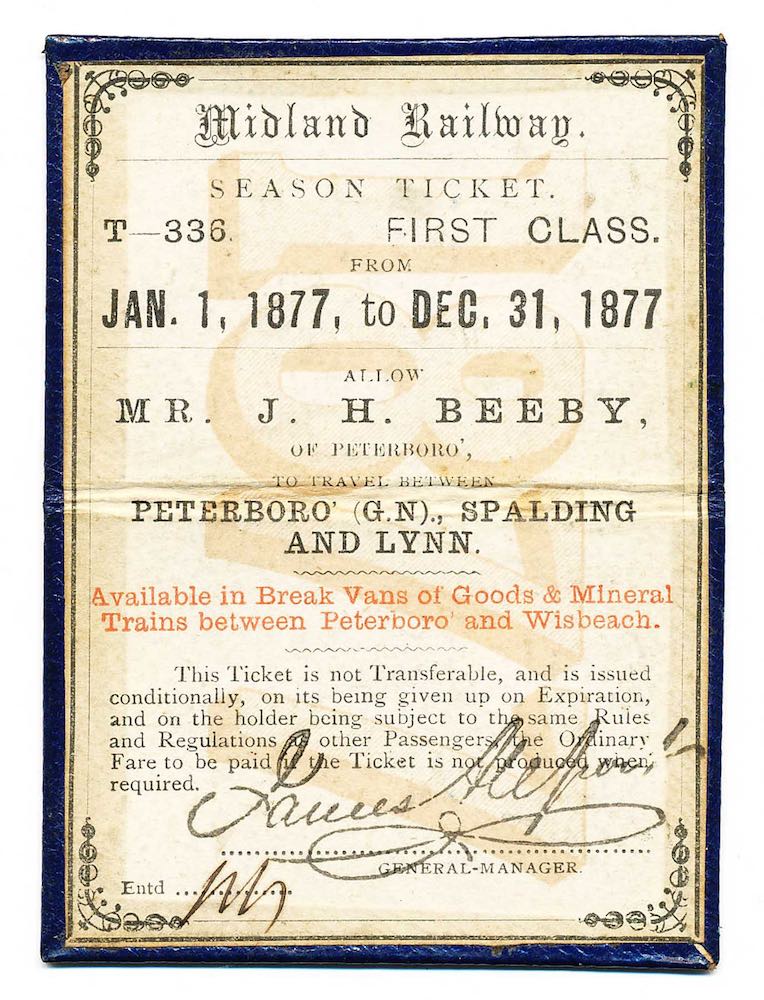 Midland Railway.
SEASON TICKET.
T—336. FIRST CLASS.
FROM
JAN. 1, 1877, to DEC. 31, 1877
ALLOW
MR. J. H. BEEBY,
OF PETERBORO',
TO TRAVEL BETWEEN
PETERBORO' (G.N)., SPALDING
AND LYNN.
Available in Break Vans of Goods & Mineral
Trains between Peterboro' and Wisbeach.
This Ticket is not Transferable, and is issued
conditionally, on its being given up on Expiration,
and on the holder being subject to the same Rules
and Regulations as other Passengers, the Ordinary
Fare to be paid if the Ticket is not produced when
required.
James Allport
GENERAL-MANAGER.
Entd